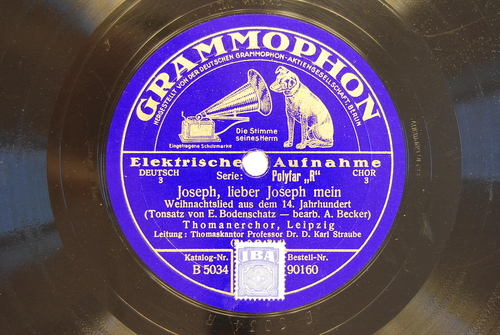 GRAMMOPHON
HERGESTELLT VON DER DEUTSCHEN GRAMMOPHON-AKTIENGESELLSCHAFT, BERLIN
Die Stimme
seines Herrn
Eingetragene Schutzmarke
Elektrische Aufnahme
DEUTSCH
3
Serie: Polyfar „R“
CHOR
3
Joseph, lieber Joseph mein
Weihnachtslied aus dem 14. Jahrhundert
(Tonsatz von E. Bodenschatz — bearb. A. Becker)
Thomanerchor, Leipzig
Leitung: Thomaskantor Professor Dr. D. Karl Straube
Katalog-Nr.
Bestell-Nr.
B 5034
IBA
90160